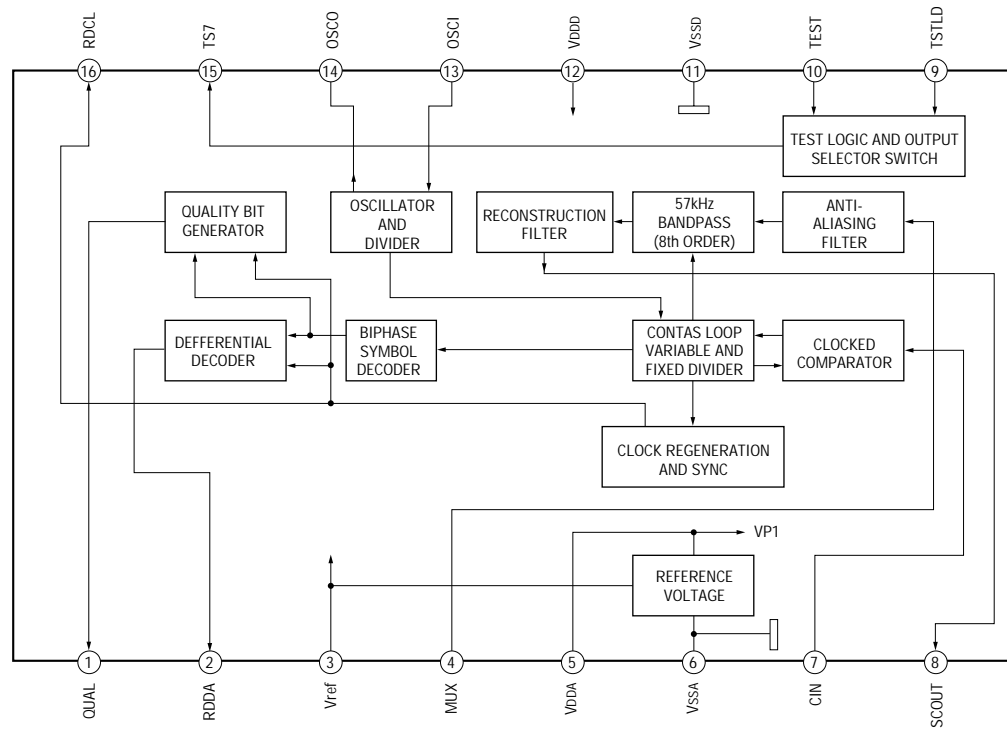 RDCL
TS7
OSCO
OSCI
VDDD
VSSD
TEST
TSTLD
16
15
14
13
12
11
10
9
TEST LOGIC AND OUTPUT
SELECTOR SWITCH
QUALITY BIT
GENERATOR
OSCILLATOR
AND
DIVIDER
RECONSTRUCTION
FILTER
57kHz
BANDPASS
(8th ORDER)
ANTI-
ALIASING
FILTER
DEFFERENTIAL
DECODER
BIPHASE
SYMBOL
DECODER
CONTAS LOOP
VARIABLE AND
FIXED DIVIDER
CLOCKED
COMPARATOR
CLOCK REGENERATION
AND SYNC
VP1
REFERENCE
VOLTAGE
1
2
3
4
5
6
7
8
QUAL
RDDA
Vref
MUX
VDDA
VSSA
CIN
SCOUT